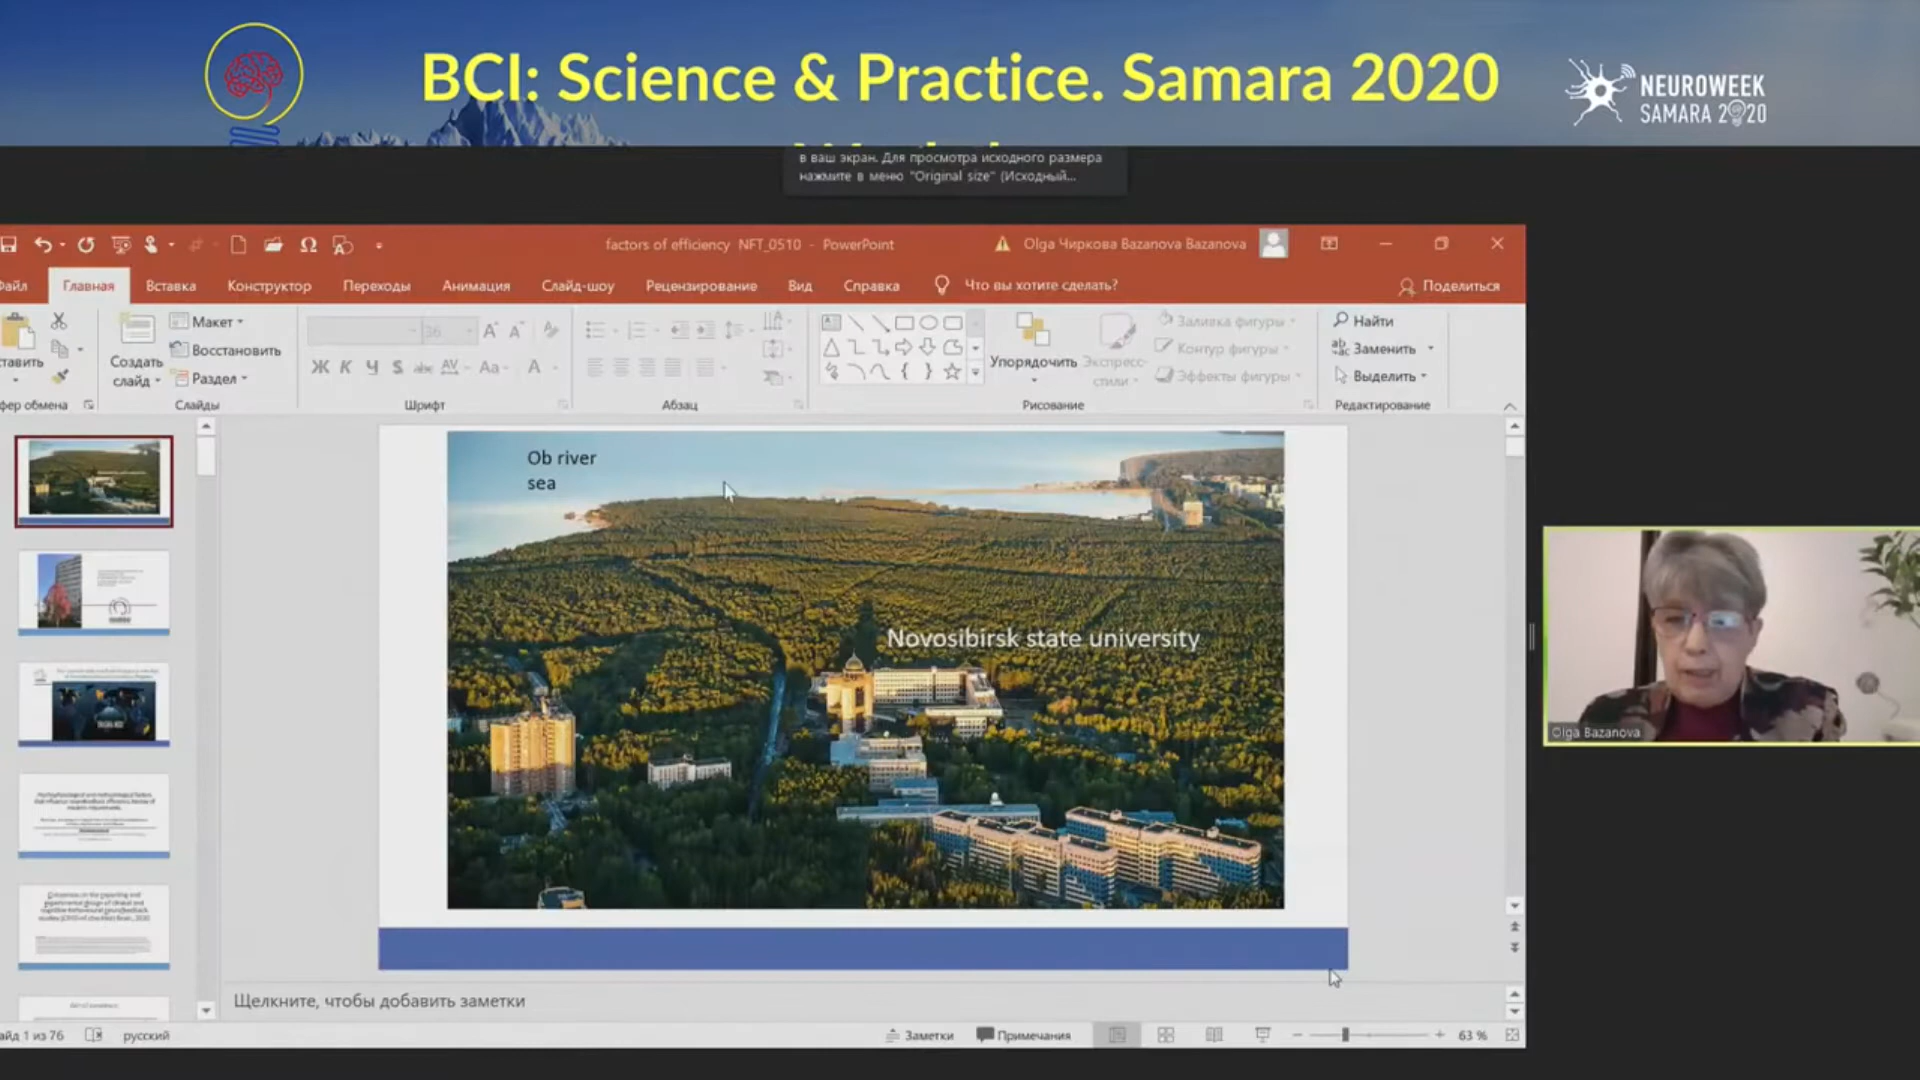 BCI: Science & Practice. Samara 2020
NEUROWEEK
SAMARA 2020
в ваш экран. Для просмотра исходного размера
нажмите в меню "Original size" (Исходный...
factors of efficiency NFT_0510 - PowerPoint
Olga Чиркова Bazanova Bazanova
Главная
Вставка
Конструктор
Переходы
Анимация
Слайд-шоу
Рецензирование
Вид
Справка
Что вы хотите сделать?
Поделиться
Создать
слайд
Макет
Восстановить
Раздел
36
Ж К Ч S abc AV Aa А
Упорядочить
Экспресс-
стили
Заливка фигуры
Контур фигуры
Эффекты фигуры
Найти
Заменить
Выделить
Слайды
Шрифт
Абзац
Рисование
Редактирование
Ob river
sea
Novosibirsk state university
Olga Bazanova
Щелкните, чтобы добавить заметки
1 из 76
русский
Заметки
Примечания
63 %